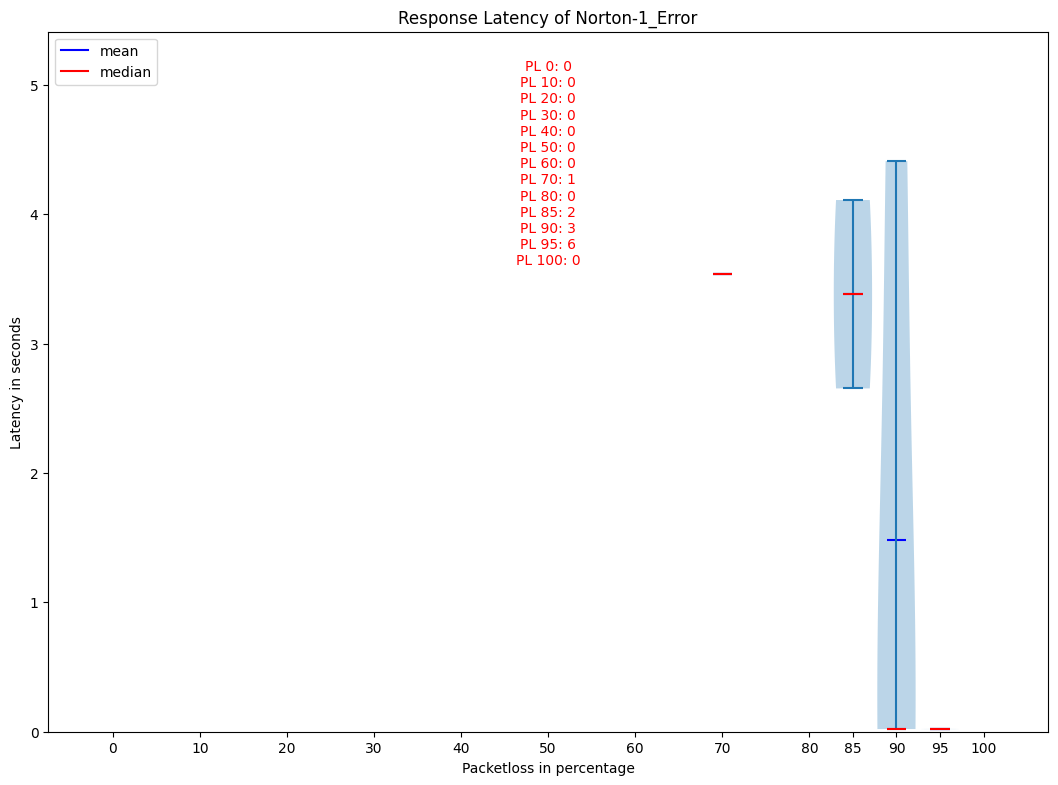 Response Latency of Norton-1_Error
mean
median
PL 0: 0
PL 10: 0
PL 20: 0
PL 30: 0
PL 40: 0
PL 50: 0
PL 60: 0
PL 70: 1
PL 80: 0
PL 85: 2
PL 90: 3
PL 95: 6
PL 100: 0
Latency in seconds
5
4
3
2
1
0
0 10 20 30 40 50 60 70 80 85 90 95 100
Packetloss in percentage